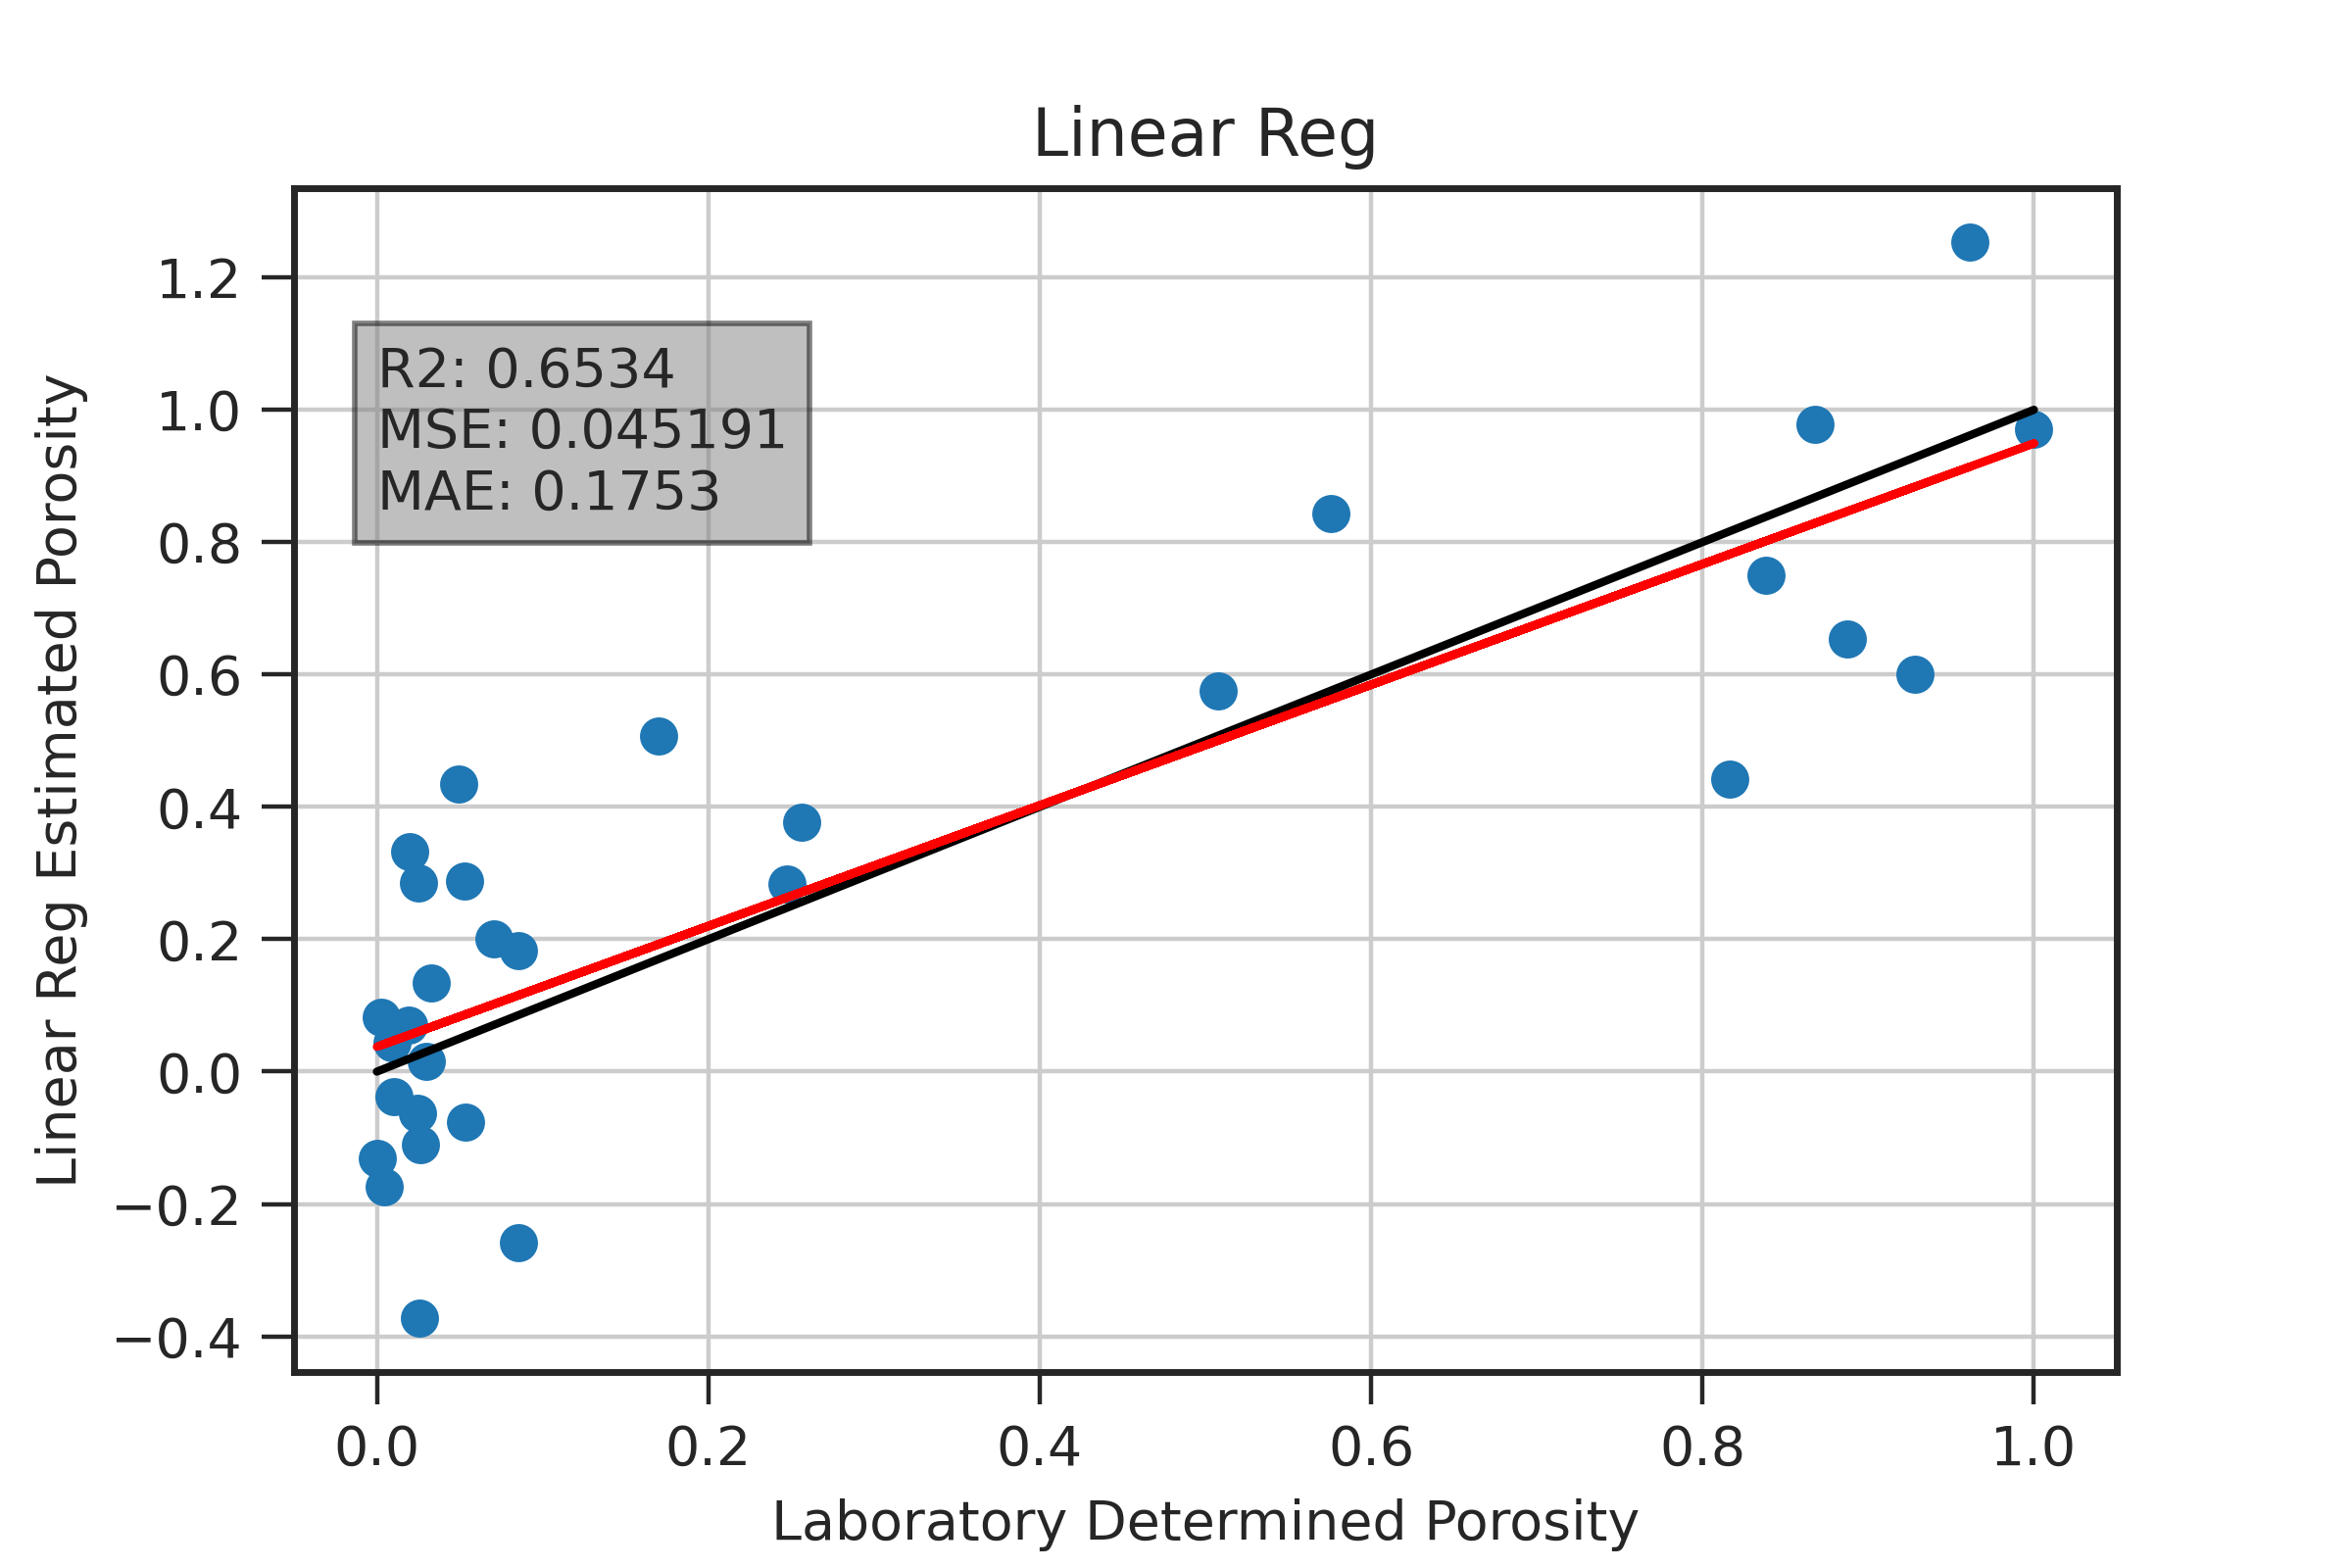 Linear Reg
R2: 0.6534
MSE: 0.045191
MAE: 0.1753
Linear Reg Estimated Porosity
1.2
1.0
0.8
0.6
0.4
0.2
0.0
−0.2
−0.4
0.0 0.2 0.4 0.6 0.8 1.0
Laboratory Determined Porosity